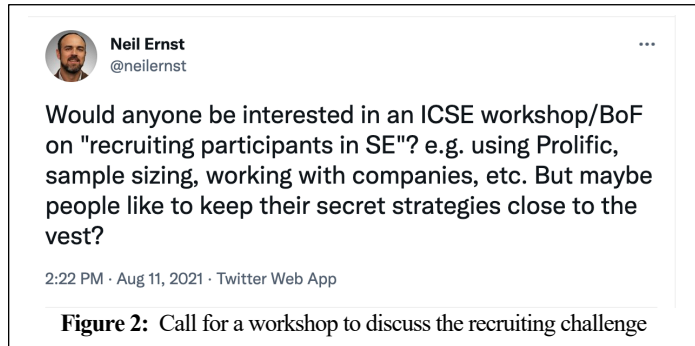 Neil Ernst
@neilernst
Would anyone be interested in an ICSE workshop/BoF
on "recruiting participants in SE"? e.g. using Prolific,
sample sizing, working with companies, etc. But maybe
people like to keep their secret strategies close to the
vest?
2:22 PM · Aug 11, 2021 · Twitter Web App
Figure 2: Call for a workshop to discuss the recruiting challenge